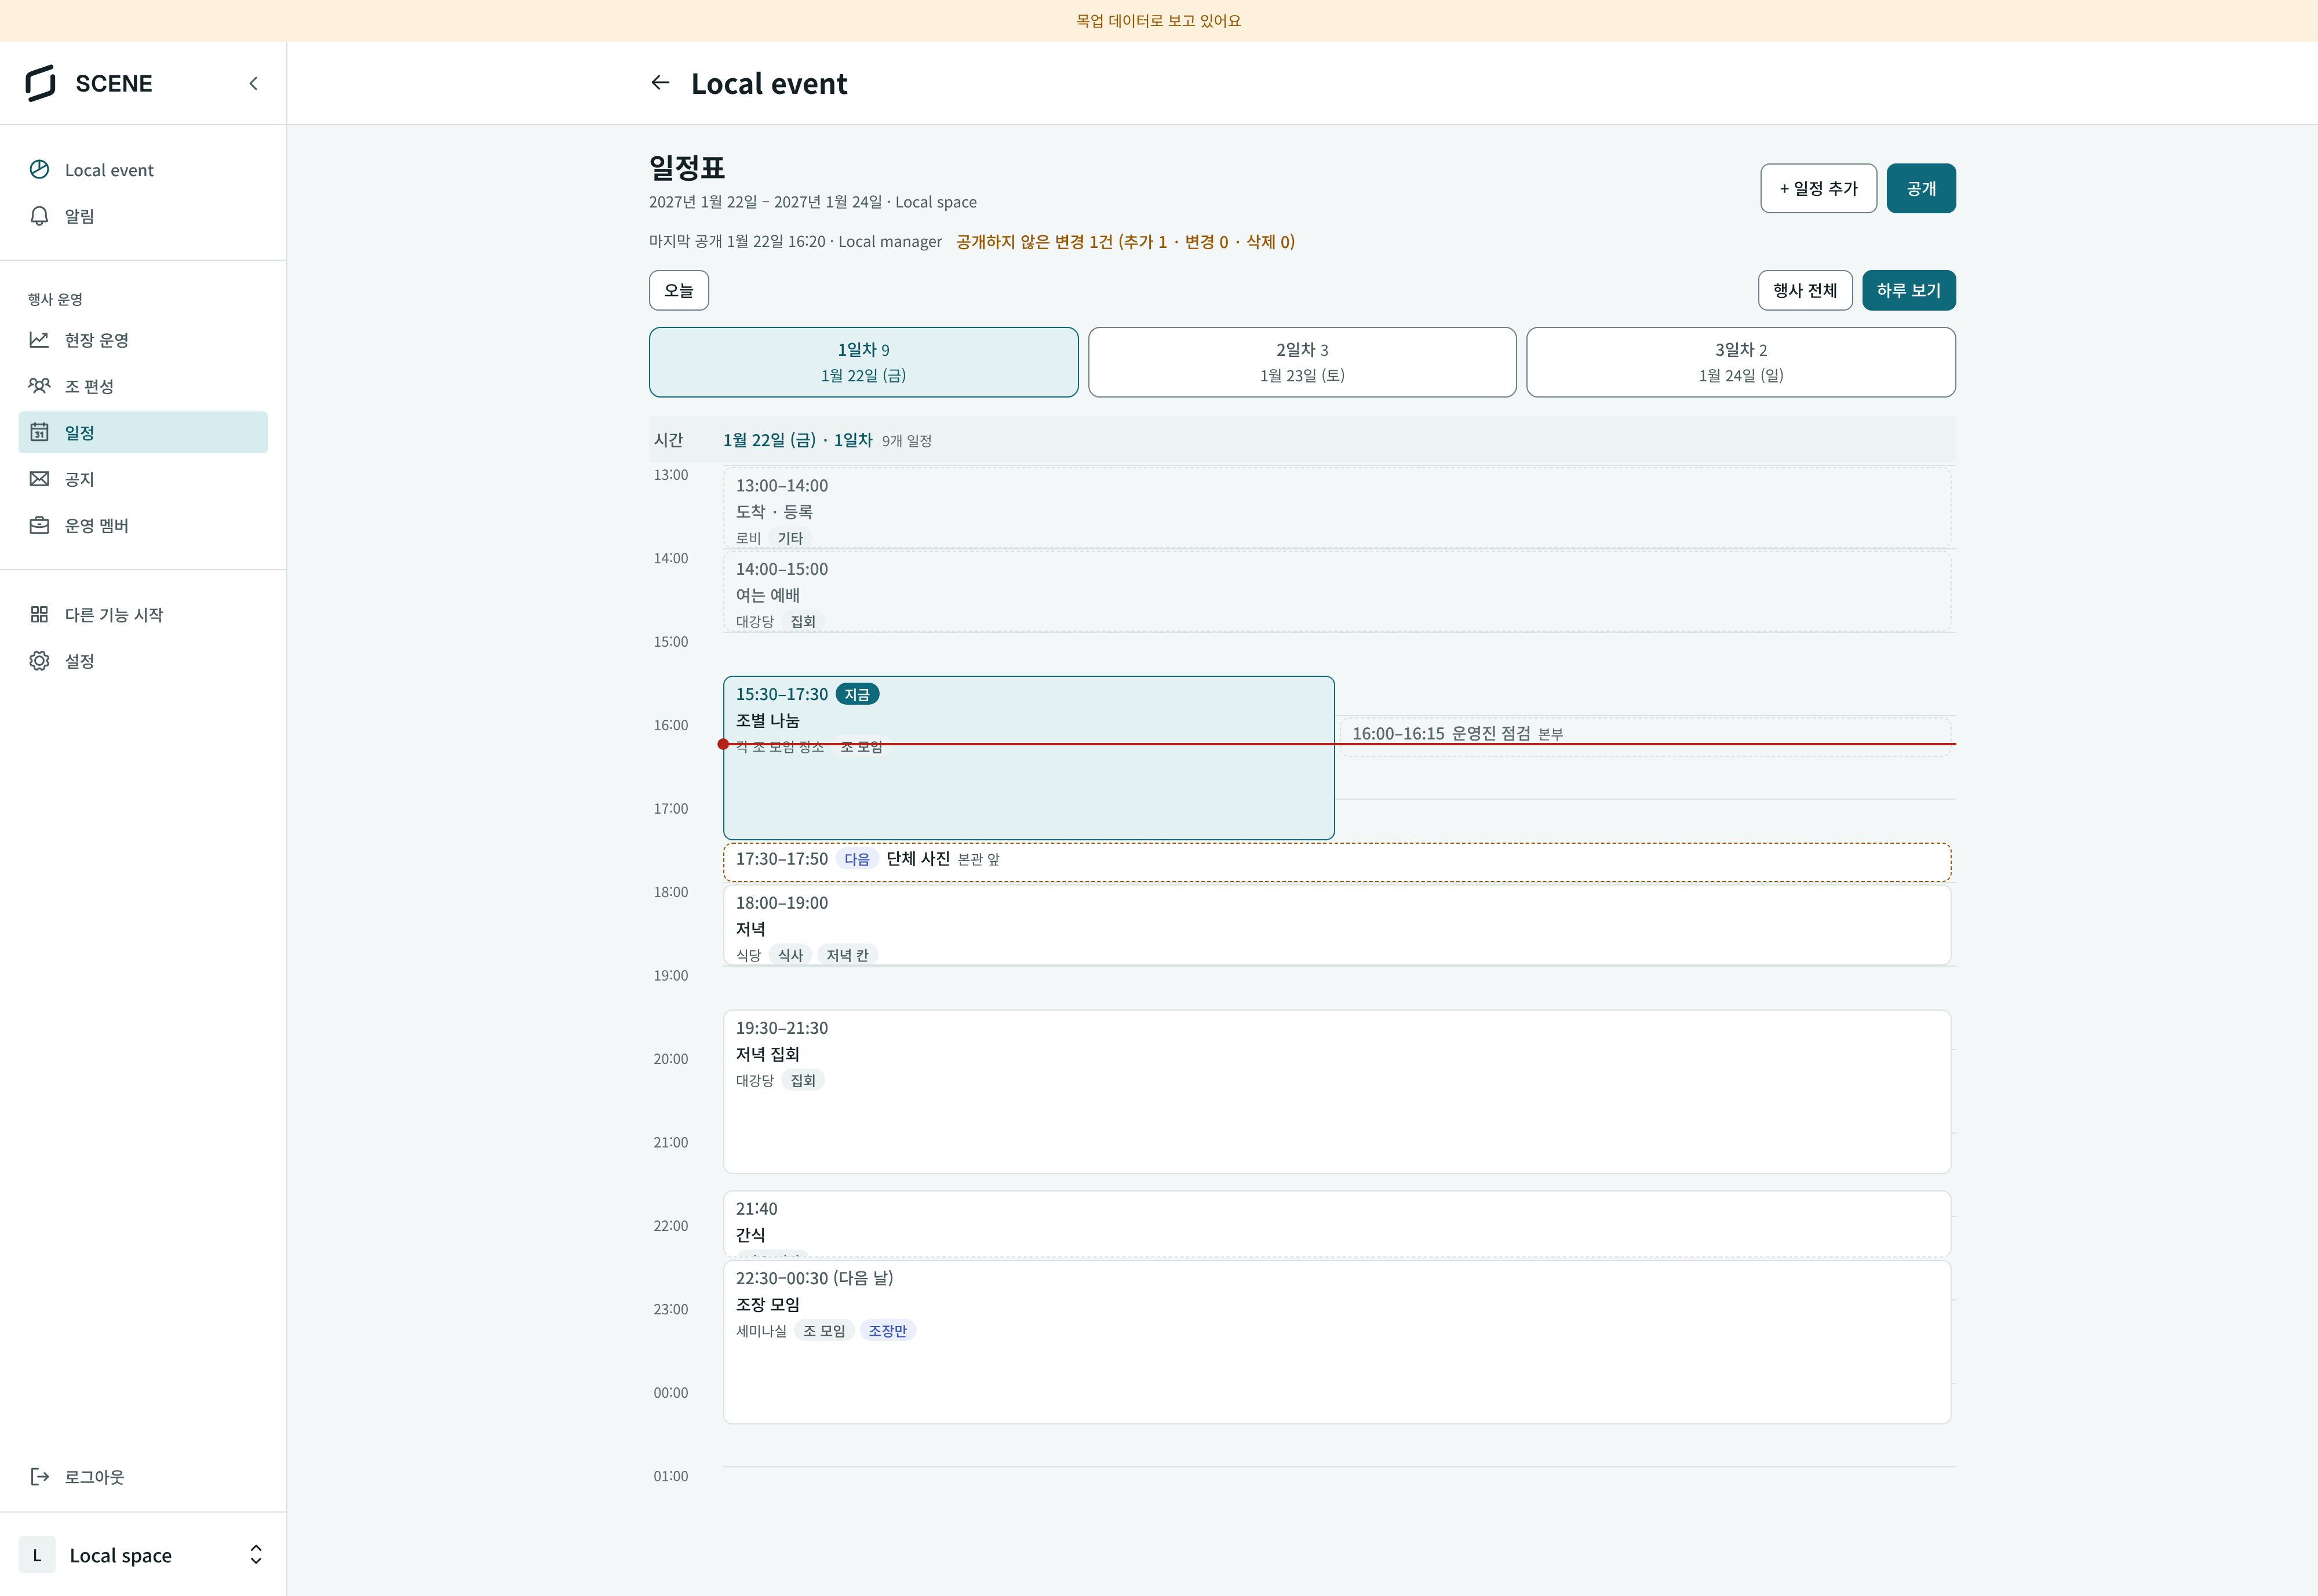 목업 데이터로 보고 있어요
SCENE
Local event
알림
행사 운영
현장 운영
조 편성
31
일정
공지
운영 멤버
다른 기능 시작
설정
로그아웃
L Local space
Local event
일정표
2027년 1월 22일 – 2027년 1월 24일 · Local space
+ 일정 추가
공개
마지막 공개 1월 22일 16:20 · Local manager 공개하지 않은 변경 1건 (추가 1 · 변경 0 · 삭제 0)
오늘
행사 전체
하루 보기
1일차 9
1월 22일 (금)
2일차 3
1월 23일 (토)
3일차 2
1월 24일 (일)
시간 1월 22일 (금) · 1일차 9개 일정
13:00
13:00–14:00
도착 · 등록
로비 기타
14:00
14:00–15:00
여는 예배
대강당 집회
15:00
15:30–17:30 지금
조별 나눔
각 조 모임 장소 조 모임
16:00
16:00–16:15 운영진 점검 본부
17:00
17:30–17:50 다음 단체 사진 본관 앞
18:00
18:00–19:00
저녁
식당 식사 저녁 칸
19:00
19:30–21:30
저녁 집회
대강당 집회
20:00
21:00
21:40
간식
22:00
22:30–00:30 (다음 날)
조장 모임
세미나실 조 모임 조장만
23:00
00:00
01:00